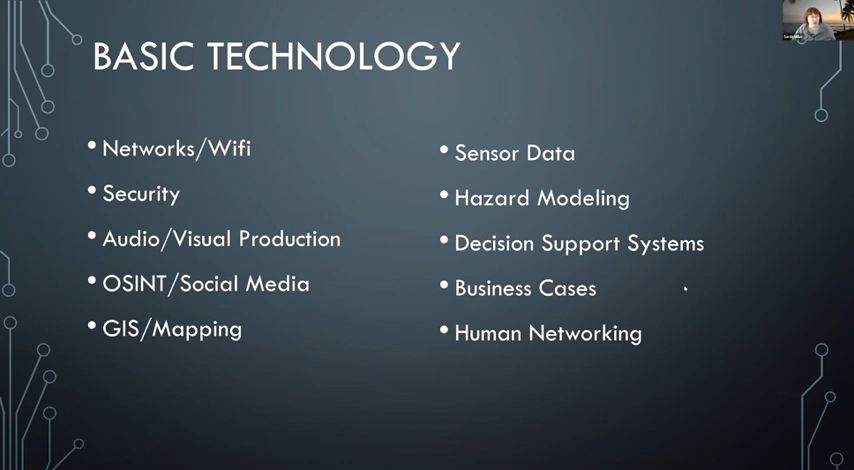 BASIC TECHNOLOGY
• Networks/Wifi
• Security
• Audio/Visual Production
• OSINT/Social Media
• GIS/Mapping
• Sensor Data
• Hazard Modeling
• Decision Support Systems
• Business Cases
• Human Networking